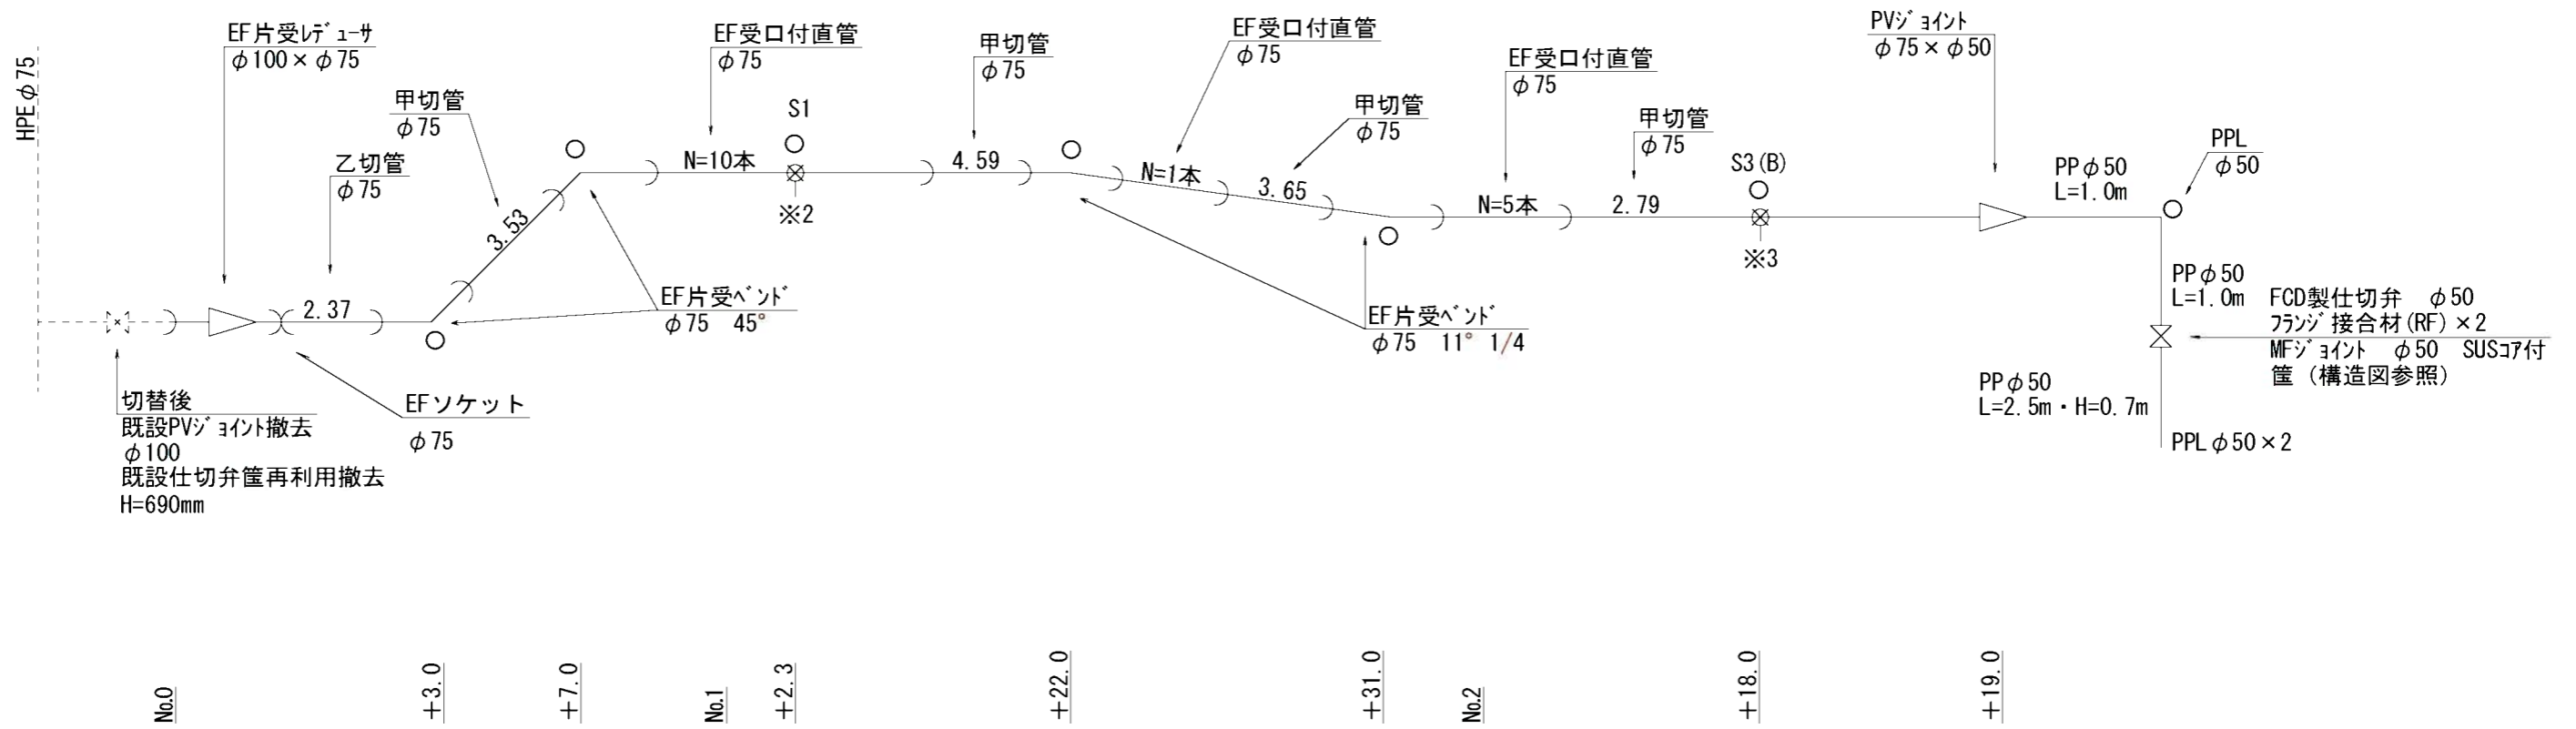 HPEφ75
EF片受ﾚﾃﾞｭｰｻ
φ100×φ75
乙切管
φ75
甲切管
φ75
EF受口付直管
φ75
S1
N=10本
※2
甲切管
φ75
4.59
EF受口付直管
φ75
N=1本
甲切管
φ75
3.65
EF受口付直管
φ75
N=5本
甲切管
φ75
2.79
S3(B)
※3
PVｼﾞｮｲﾝﾄ
φ75×φ50
PPφ50
L=1.0m
PPL
φ50
3.53
2.37
EF片受ﾍﾞﾝﾄﾞ
φ75 45°
EF片受ﾍﾞﾝﾄﾞ
φ75 11° 1/4
PPφ50
L=1.0m
FCD製仕切弁 φ50
ﾌﾗﾝｼﾞ接合材(RF)×2
MFｼﾞｮｲﾝﾄ φ50 SUSｺｱ付
筐（構造図参照）
PPφ50
L=2.5m・H=0.7m
PPLφ50×2
切替後
既設PVｼﾞｮｲﾝﾄ撤去
φ100
既設仕切弁筐再利用撤去
H=690mm
EFソケット
φ75
No.0
+3.0
+7.0
No.1
+2.3
+22.0
+31.0
No.2
+18.0
+19.0